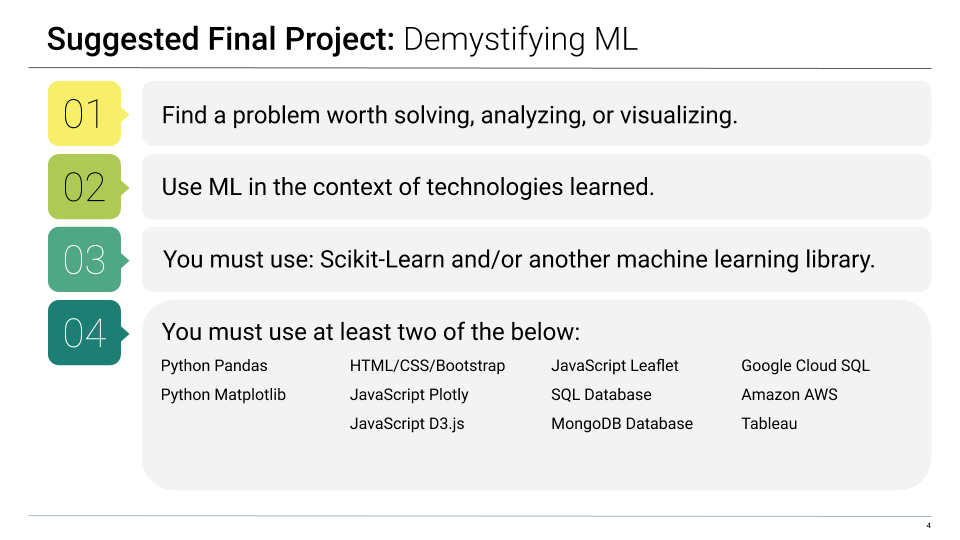 Suggested Final Project: Demystifying ML
01
Find a problem worth solving, analyzing, or visualizing.
02
Use ML in the context of technologies learned.
03
You must use: Scikit-Learn and/or another machine learning library.
04
You must use at least two of the below:
Python Pandas
Python Matplotlib
HTML/CSS/Bootstrap
JavaScript Plotly
JavaScript D3.js
JavaScript Leaflet
SQL Database
MongoDB Database
Google Cloud SQL
Amazon AWS
Tableau
4